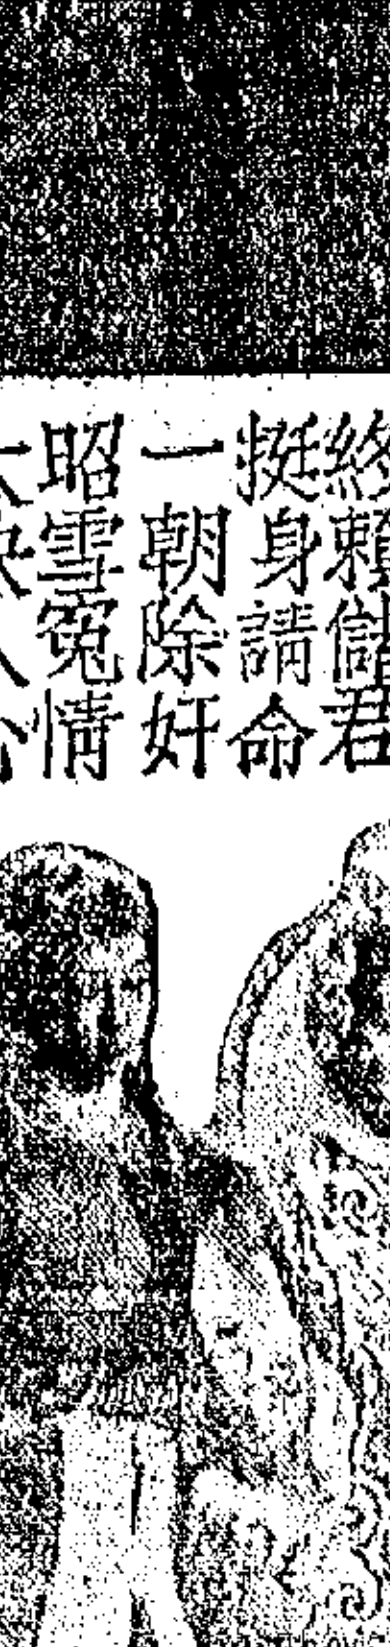 終賴儲君
挺身請命
一朝除奸
昭雪冤情
大快人心